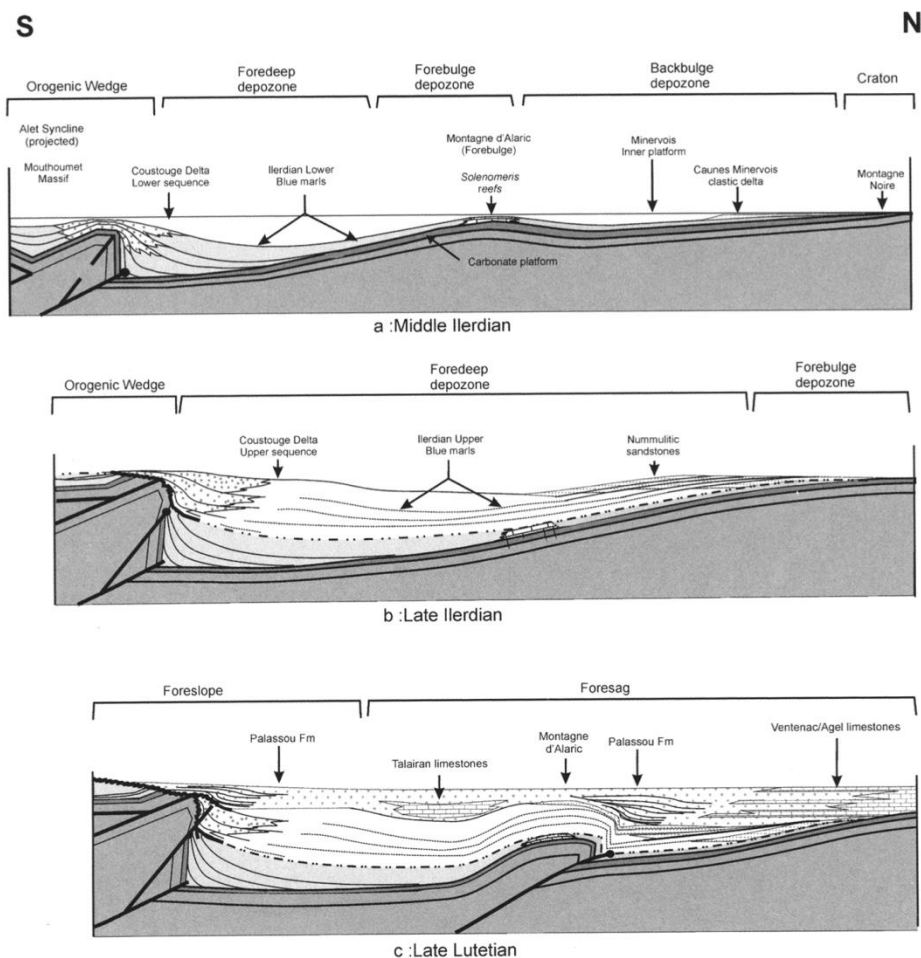 S
N
Orogenic Wedge
Foredeep
depozone
Forebulge
depozone
Backbulge
depozone
Craton
Alet Syncline
(projected)
Mouthoumet
Massif
Coustouge Delta
Lower sequence
Ilerdian Lower
Blue marls
Montagne d'Alaric
(Forebulge)
Solenomeris
reefs
Minervois
Inner platform
Caunes Minervois
clastic delta
Montagne
Noire
Carbonate platform
a :Middle Ilerdian
Orogenic Wedge
Foredeep
depozone
Forebulge
depozone
Coustouge Delta
Upper sequence
Ilerdian Upper
Blue marls
Nummulitic
sandstones
b :Late Ilerdian
Foreslope
Foresag
Palassou Fm
Talairan limestones
Montagne
d'Alaric
Palassou Fm
Ventenac/Agel limestones
c :Late Lutetian